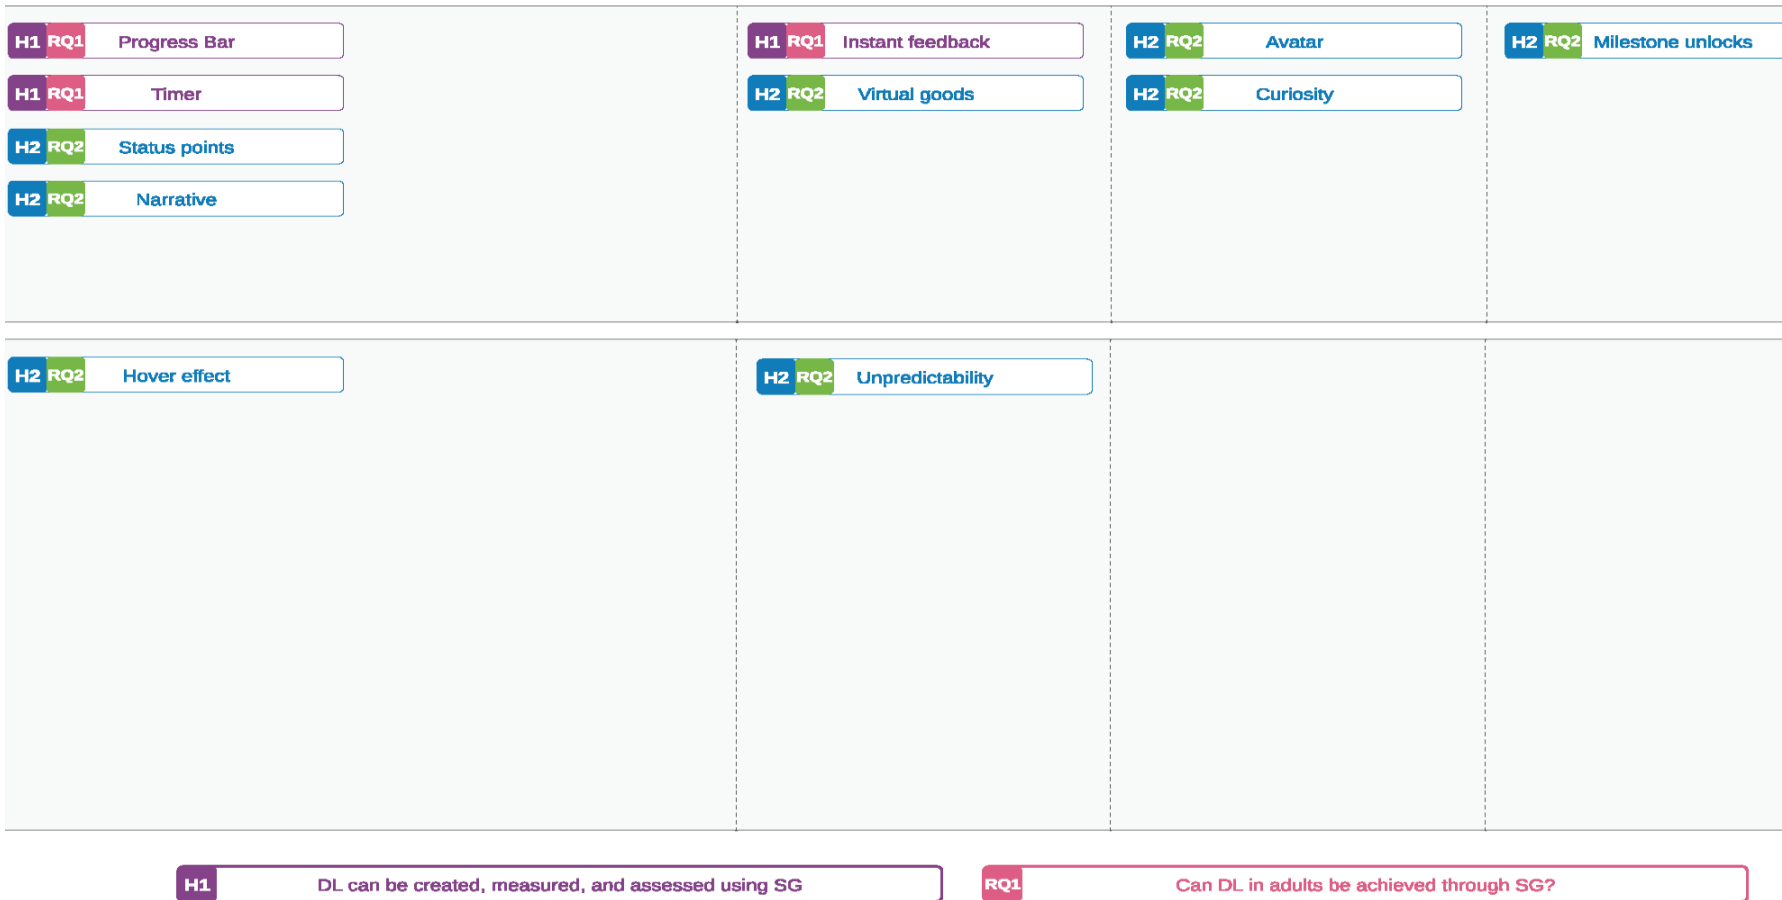 H1 RQ1 Progress Bar
H1 RQ1 Timer
H2 RQ2 Status points
H2 RQ2 Narrative
H1 RQ1 Instant feedback
H2 RQ2 Virtual goods
H2 RQ2 Avatar
H2 RQ2 Curiosity
H2 RQ2 Milestone unlocks
H2 RQ2 Hover effect
H2 RQ2 Unpredictability
H1 DL can be created, measured, and assessed using SG
RQ1 Can DL in adults be achieved through SG?